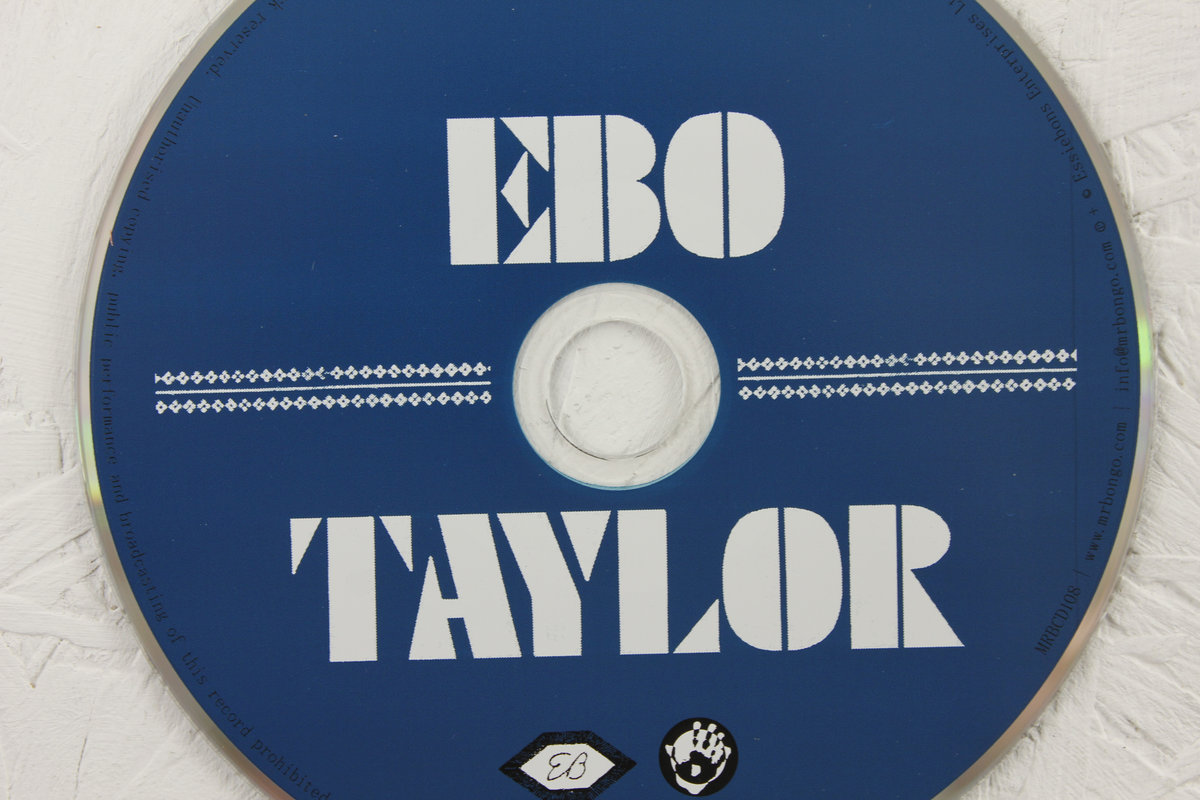 EBO
TAYLOR
EB
reserved. Unauthorised copying, public performance and broadcasting of this record prohibited
MRBCD108 | www.mrbongo.com | info@mrbongo.com ℗ + © Essiebons Enterprises